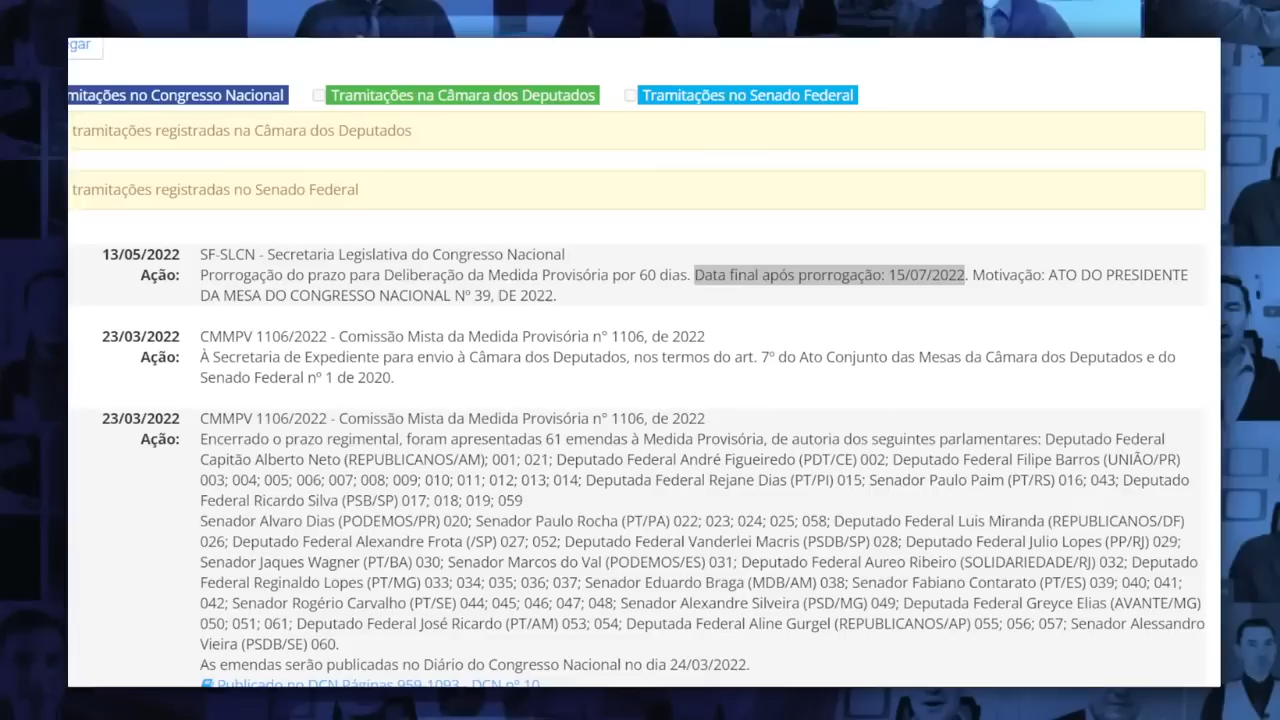 gar
mitações no Congresso Nacional Tramitações na Câmara dos Deputados Tramitações no Senado Federal
tramitações registradas na Câmara dos Deputados
tramitações registradas no Senado Federal
13/05/2022 SF-SLCN - Secretaria Legislativa do Congresso Nacional
Ação: Prorrogação do prazo para Deliberação da Medida Provisória por 60 dias. Data final após prorrogação: 15/07/2022. Motivação: ATO DO PRESIDENTE
DA MESA DO CONGRESSO NACIONAL Nº 39, DE 2022.
23/03/2022 CMMPV 1106/2022 - Comissão Mista da Medida Provisória n° 1106, de 2022
Ação: À Secretaria de Expediente para envio à Câmara dos Deputados, nos termos do art. 7º do Ato Conjunto das Mesas da Câmara dos Deputados e do
Senado Federal nº 1 de 2020.
23/03/2022 CMMPV 1106/2022 - Comissão Mista da Medida Provisória n° 1106, de 2022
Ação: Encerrado o prazo regimental, foram apresentadas 61 emendas à Medida Provisória, de autoria dos seguintes parlamentares: Deputado Federal
Capitão Alberto Neto (REPUBLICANOS/AM); 001; 021; Deputado Federal André Figueiredo (PDT/CE) 002; Deputado Federal Filipe Barros (UNIÃO/PR)
003; 004; 005; 006; 007; 008; 009; 010; 011; 012; 013; 014; Deputada Federal Rejane Dias (PT/PI) 015; Senador Paulo Paim (PT/RS) 016; 043; Deputado
Federal Ricardo Silva (PSB/SP) 017; 018; 019; 059
Senador Alvaro Dias (PODEMOS/PR) 020; Senador Paulo Rocha (PT/PA) 022; 023; 024; 025; 058; Deputado Federal Luis Miranda (REPUBLICANOS/DF)
026; Deputado Federal Alexandre Frota (/SP) 027; 052; Deputado Federal Vanderlei Macris (PSDB/SP) 028; Deputado Federal Julio Lopes (PP/RJ) 029;
Senador Jaques Wagner (PT/BA) 030; Senador Marcos do Val (PODEMOS/ES) 031; Deputado Federal Aureo Ribeiro (SOLIDARIEDADE/RJ) 032; Deputado
Federal Reginaldo Lopes (PT/MG) 033; 034; 035; 036; 037; Senador Eduardo Braga (MDB/AM) 038; Senador Fabiano Contarato (PT/ES) 039; 040; 041;
042; Senador Rogério Carvalho (PT/SE) 044; 045; 046; 047; 048; Senador Alexandre Silveira (PSD/MG) 049; Deputada Federal Greyce Elias (AVANTE/MG)
050; 051; 061; Deputado Federal José Ricardo (PT/AM) 053; 054; Deputada Federal Aline Gurgel (REPUBLICANOS/AP) 055; 056; 057; Senador Alessandro
Vieira (PSDB/SE) 060.
As emendas serão publicadas no Diário do Congresso Nacional no dia 24/03/2022.
Publicado no DCN Páginas 959-1093 - DCN nº 10